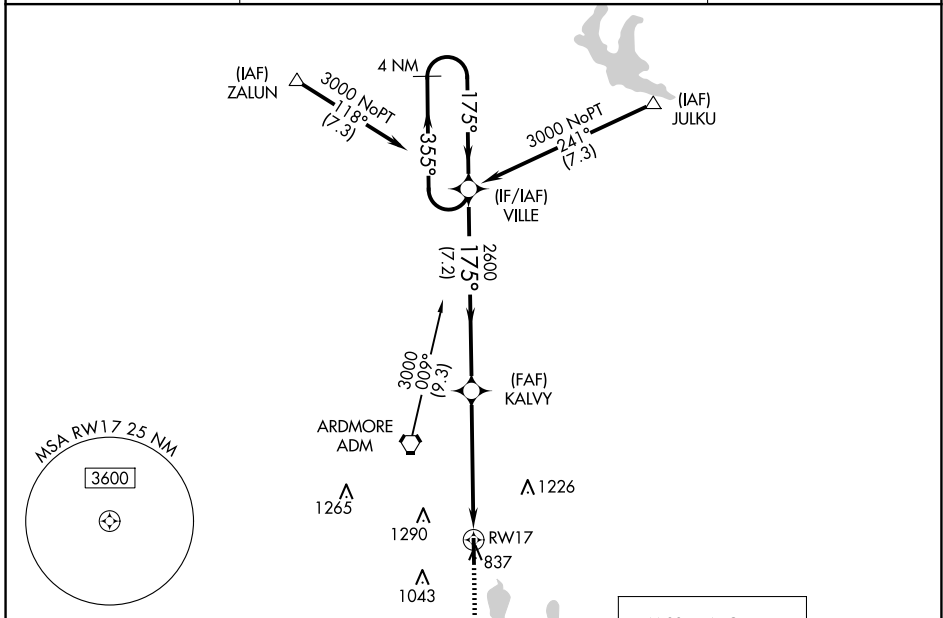 4 NM
(IAF)
ZALUN
3000 NoPT
118°
(7.3)
175°
355°
(IAF)
JULKU
3000 NoPT
241°
(7.3)
(IF/IAF)
VILLE
2600
175°
(7.2)
3000
009°
(9.3)
(FAF)
KALVY
ARDMORE
ADM
MSA RW17 25 NM
3600
1265
1290
1226
RW17
837
1043